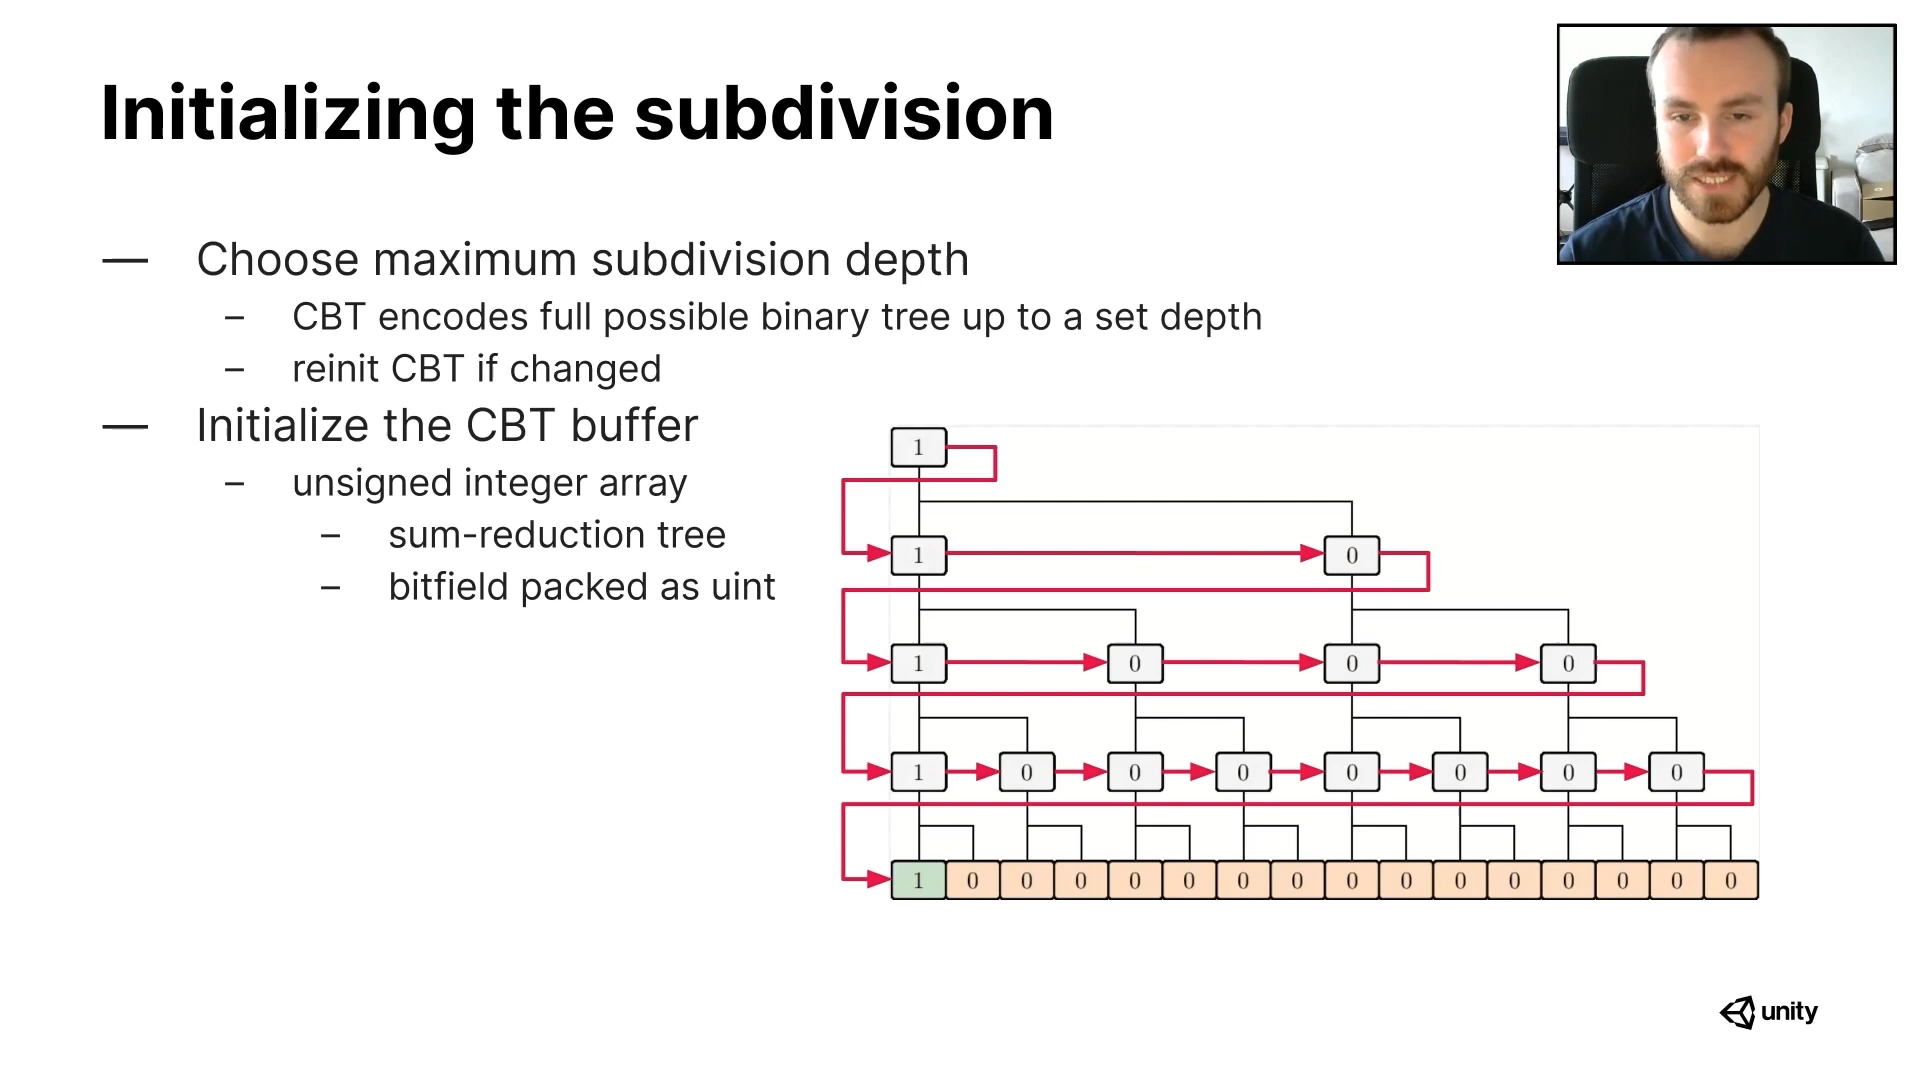 Initializing the subdivision
— Choose maximum subdivision depth
– CBT encodes full possible binary tree up to a set depth
– reinit CBT if changed
— Initialize the CBT buffer
– unsigned integer array
– sum-reduction tree
– bitfield packed as uint
1
1 0
1 0 0 0
1 0 0 0 0 0 0 0
1 0 0 0 0 0 0 0 0 0 0 0 0 0 0 0
unity